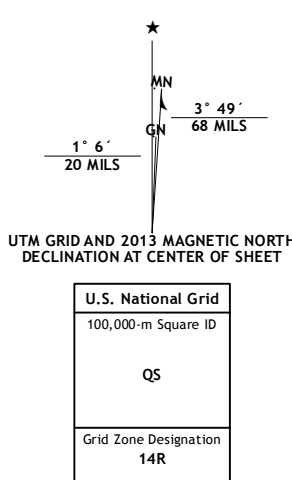 MN
3° 49´
68 MILS
GN
1° 6´
20 MILS
UTM GRID AND 2013 MAGNETIC NORTH
DECLINATION AT CENTER OF SHEET
U.S. National Grid
100,000-m Square ID
QS
Grid Zone Designation
14R